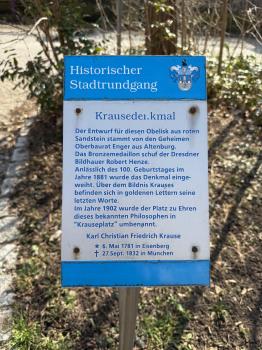 Historischer
Stadtrundgang
Krausedenkmal
Der Entwurf für diesen Obelisk aus roten
Sandstein stammt von den Geheimen
Oberbaurat Enger aus Altenburg.
Das Bronzemedaillon schuf der Dresdner
Bildhauer Robert Henze.
Anlässlich des 100. Geburtstages im
Jahre 1881 wurde das Denkmal einge-
weiht. Über dem Bildnis Krauses
befinden sich in goldenen Lettern seine
letzten Worte.
Im Jahre 1902 wurde der Platz zu Ehren
dieses bekannten Philosophen in
"Krauseplatz" umbenannt.
Karl Christian Friedrich Krause
* 6. Mai 1781 in Eisenberg
† 27. Sept. 1832 in München